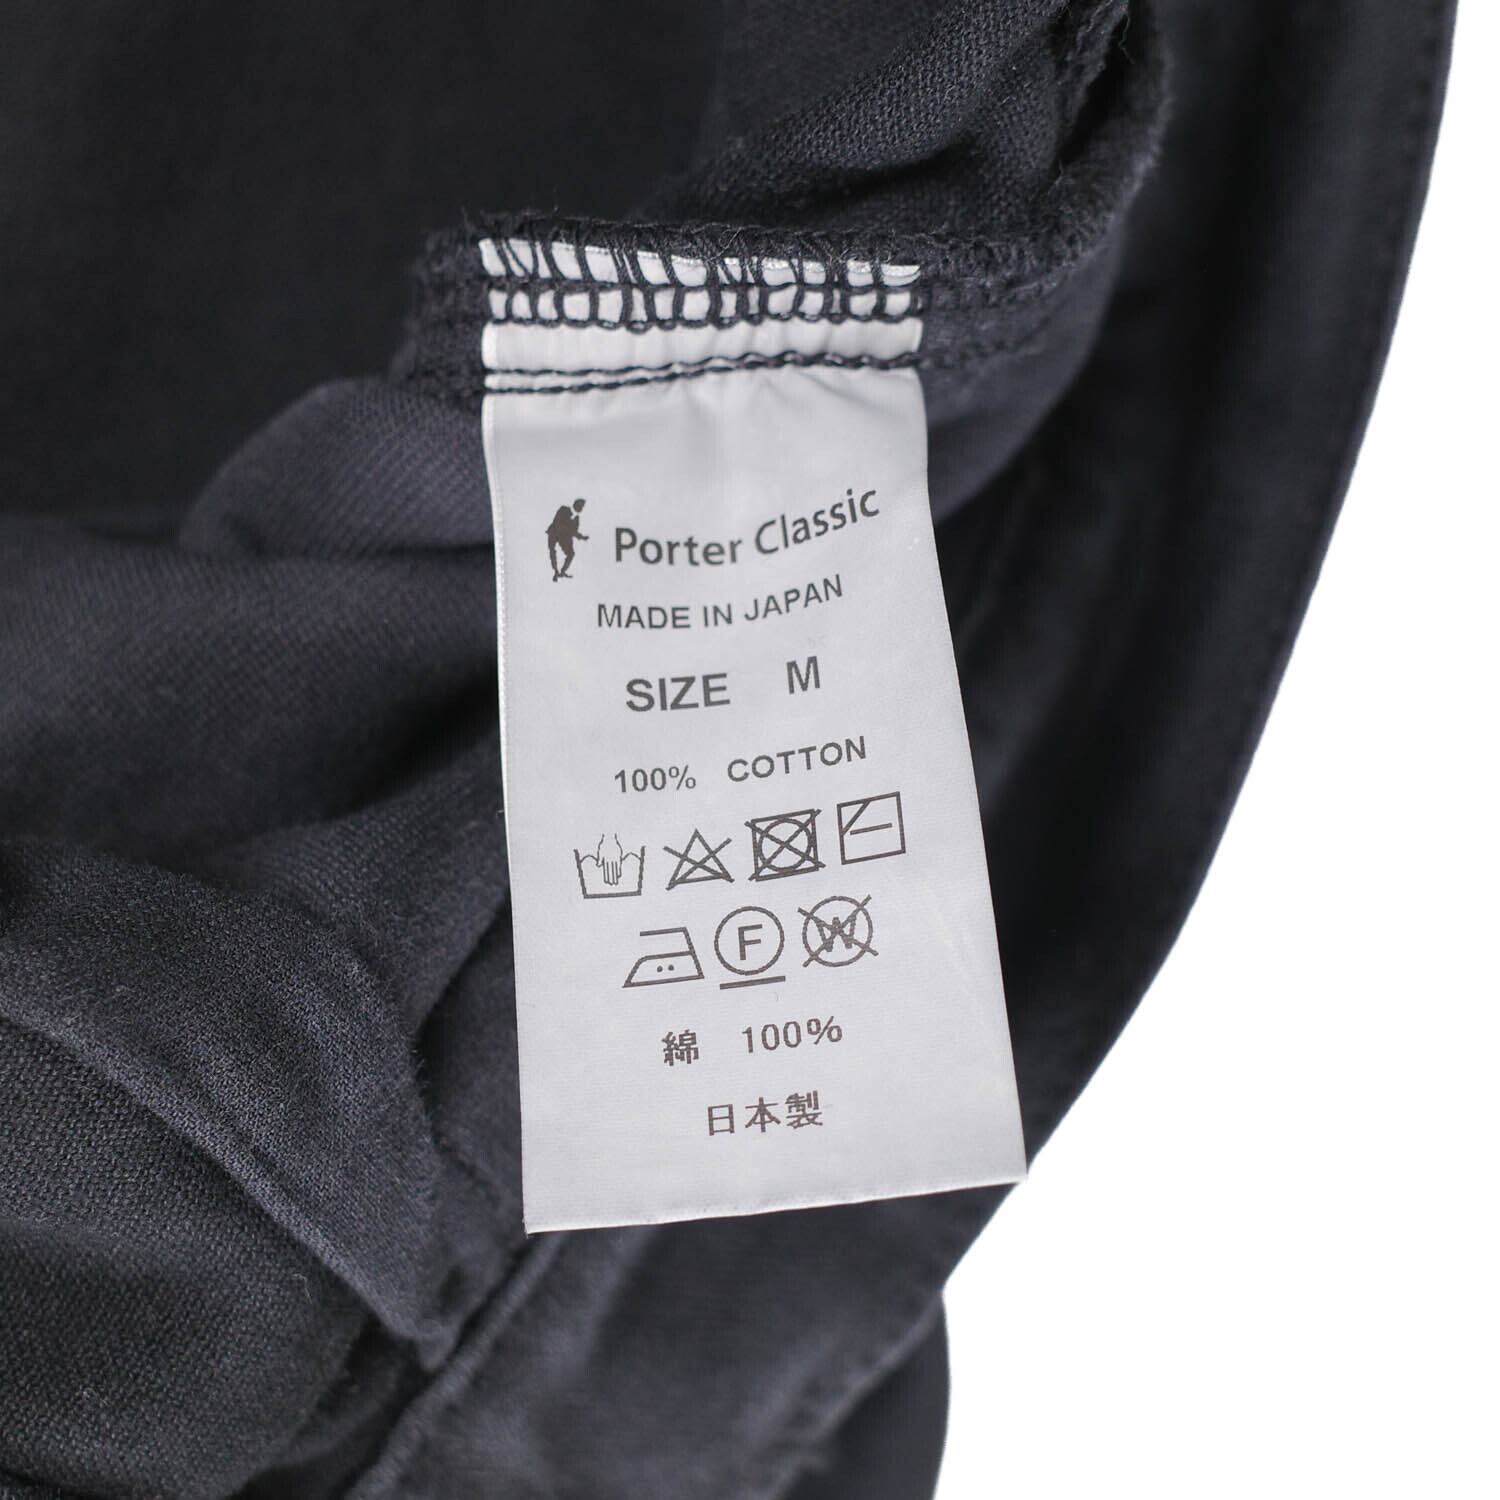 Porter Classic
MADE IN JAPAN
SIZE M
100% COTTON
F W
綿 100%
日本製